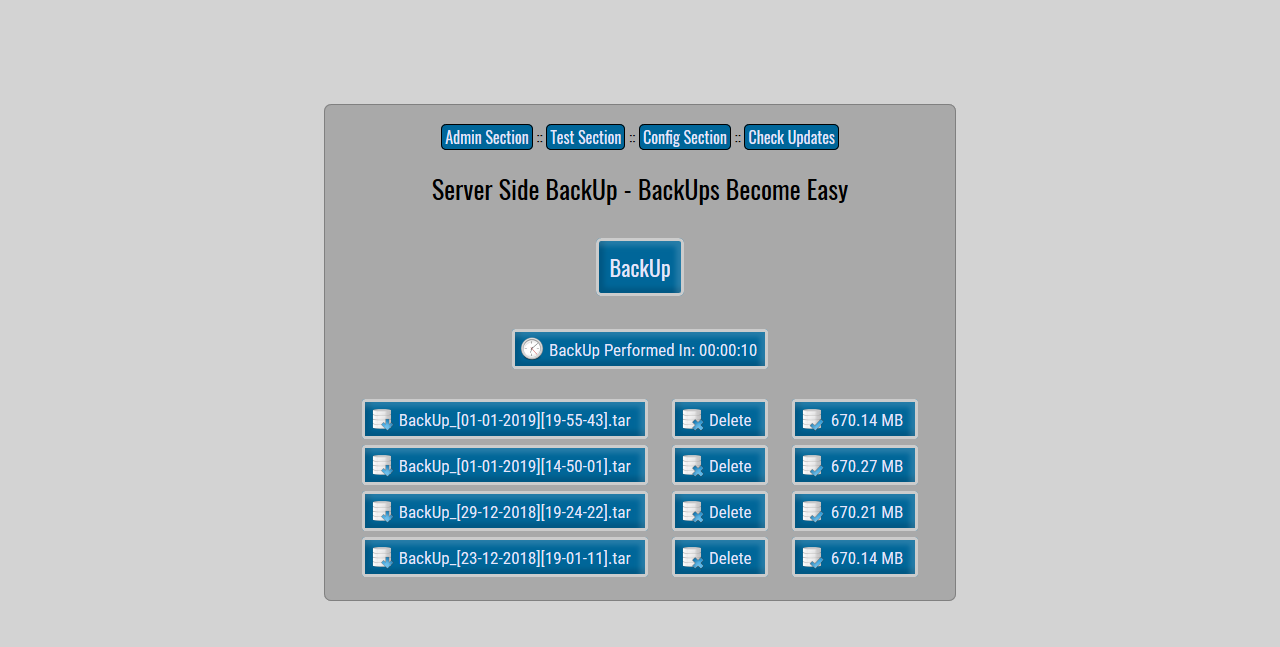 Admin Section :: Test Section :: Config Section :: Check Updates
Server Side BackUp - BackUps Become Easy
BackUp
BackUp Performed In: 00:00:10
BackUp_[01-01-2019][19-55-43].tar Delete 670.14 MB
BackUp_[01-01-2019][14-50-01].tar Delete 670.27 MB
BackUp_[29-12-2018][19-24-22].tar Delete 670.21 MB
BackUp_[23-12-2018][19-01-11].tar Delete 670.14 MB